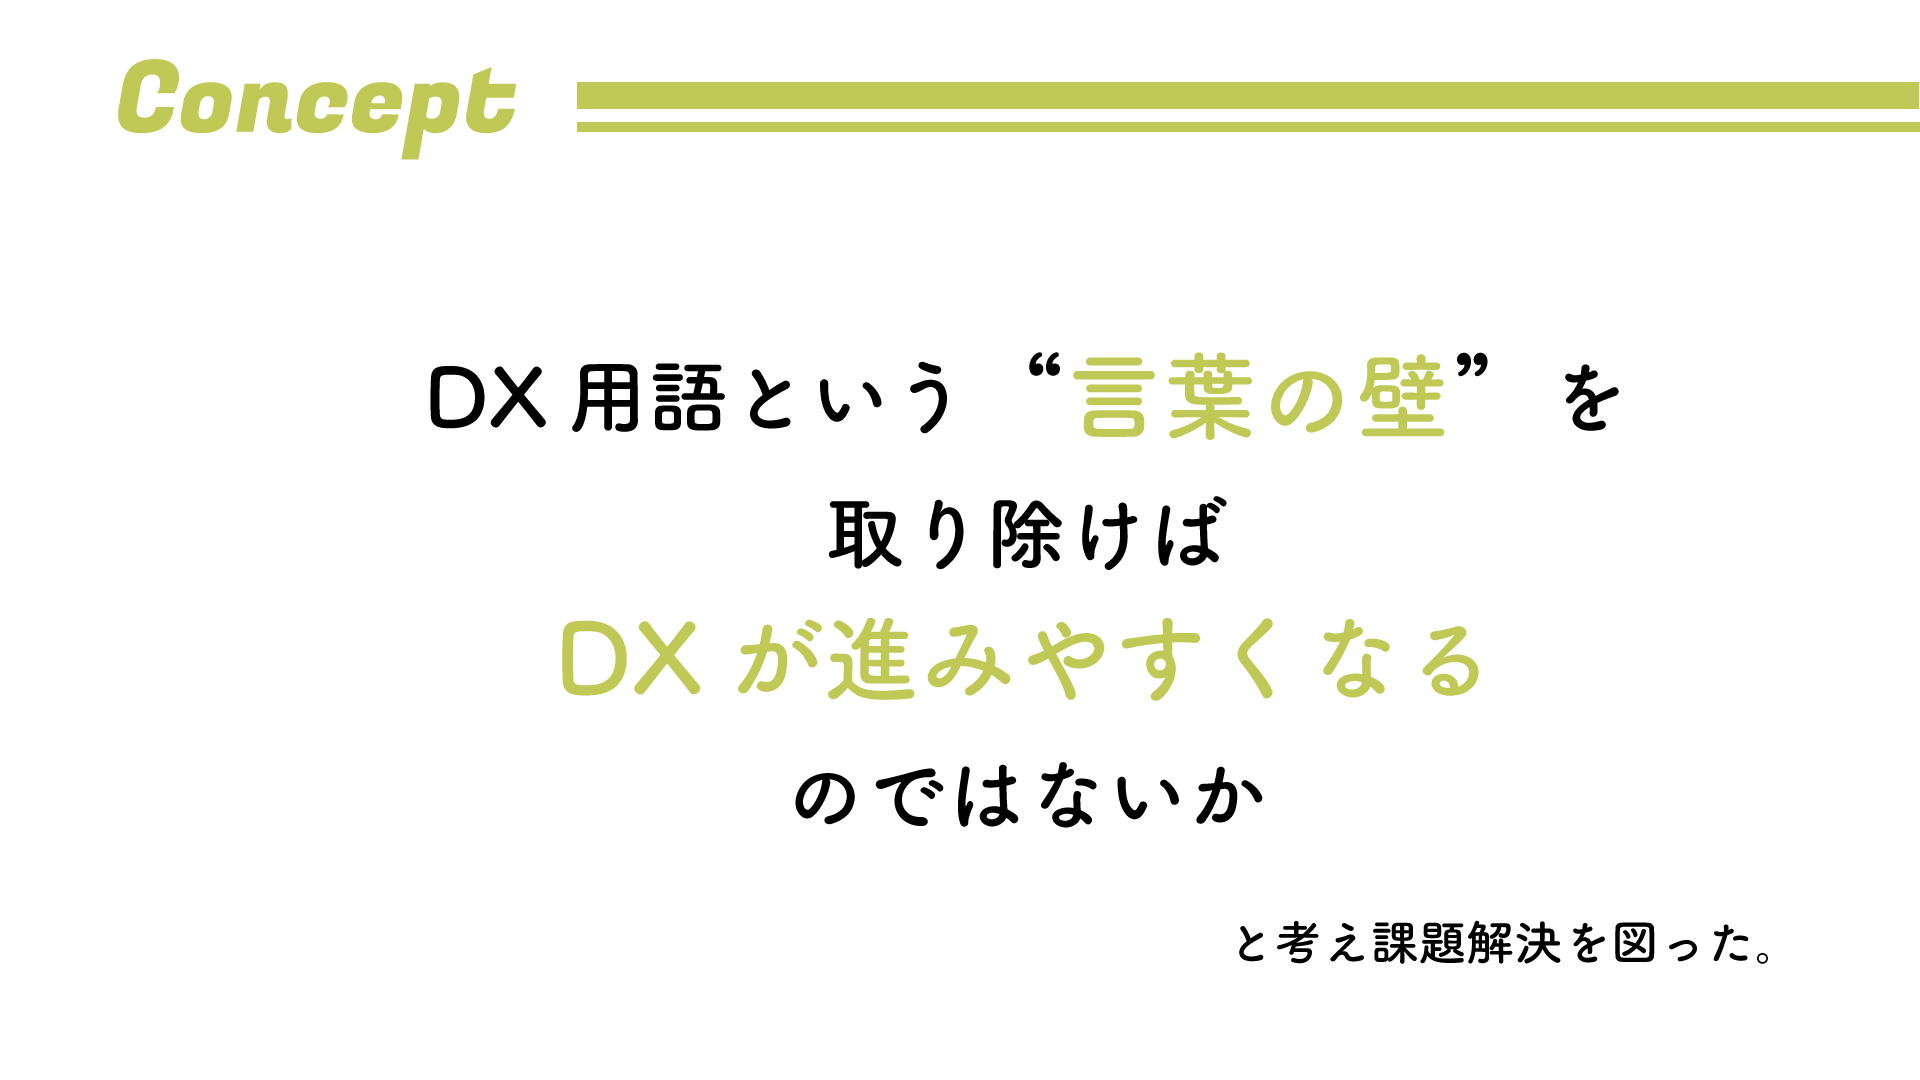 Concept
DX用語という“言葉の壁”を
取り除けば
DXが進みやすくなる
のではないか
と考え課題解決を図った。